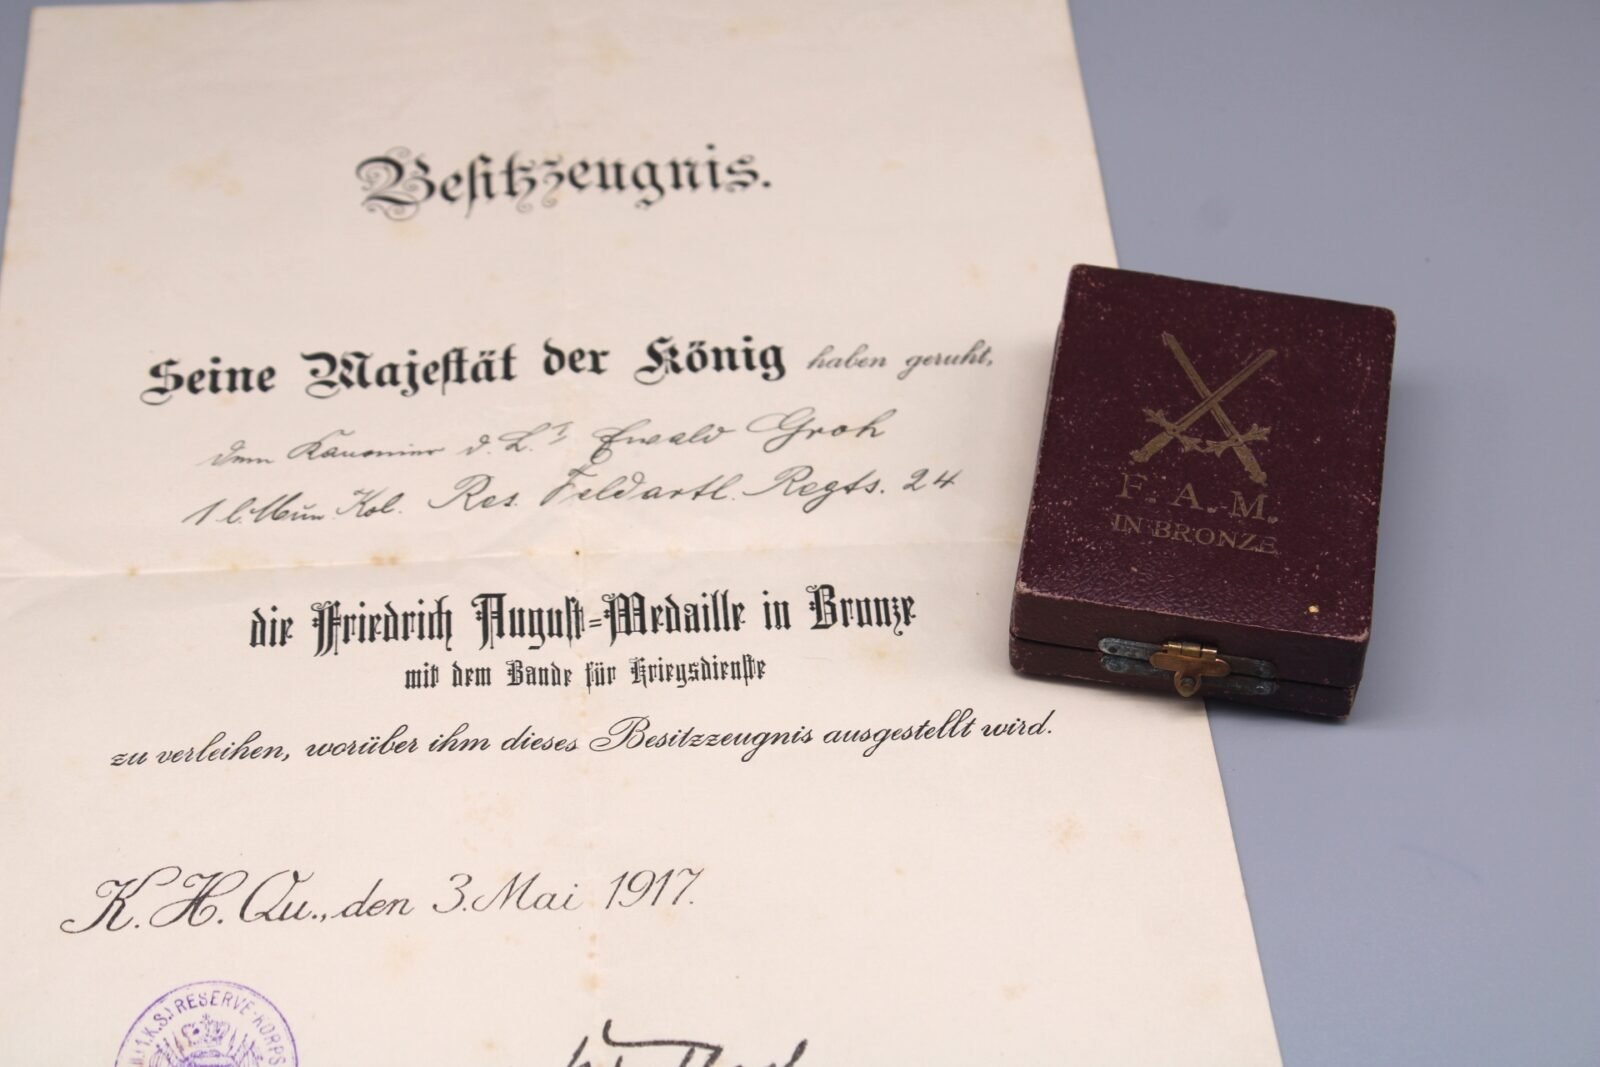 Besitzzeugnis.
Seine Majestät der König haben geruht,
dem Kanonier d. L. I Ewald Groh
1 l. Mun. Kol. Res. Feldartl. Regts. 24
die Friedrich August=Medaille in Bronze
mit dem Bande für Kriegsdienste
zu verleihen, worüber ihm dieses Besitzzeugnis ausgestellt wird.
K. H. Qu., den 3. Mai 1917.
(K.S.) RESERVE-KORPS
F. A. M.
IN BRONZE